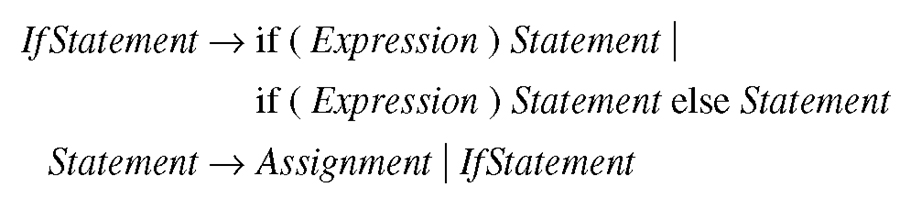 IfStatement → if ( Expression ) Statement |
if ( Expression ) Statement else Statement
Statement → Assignment | IfStatement